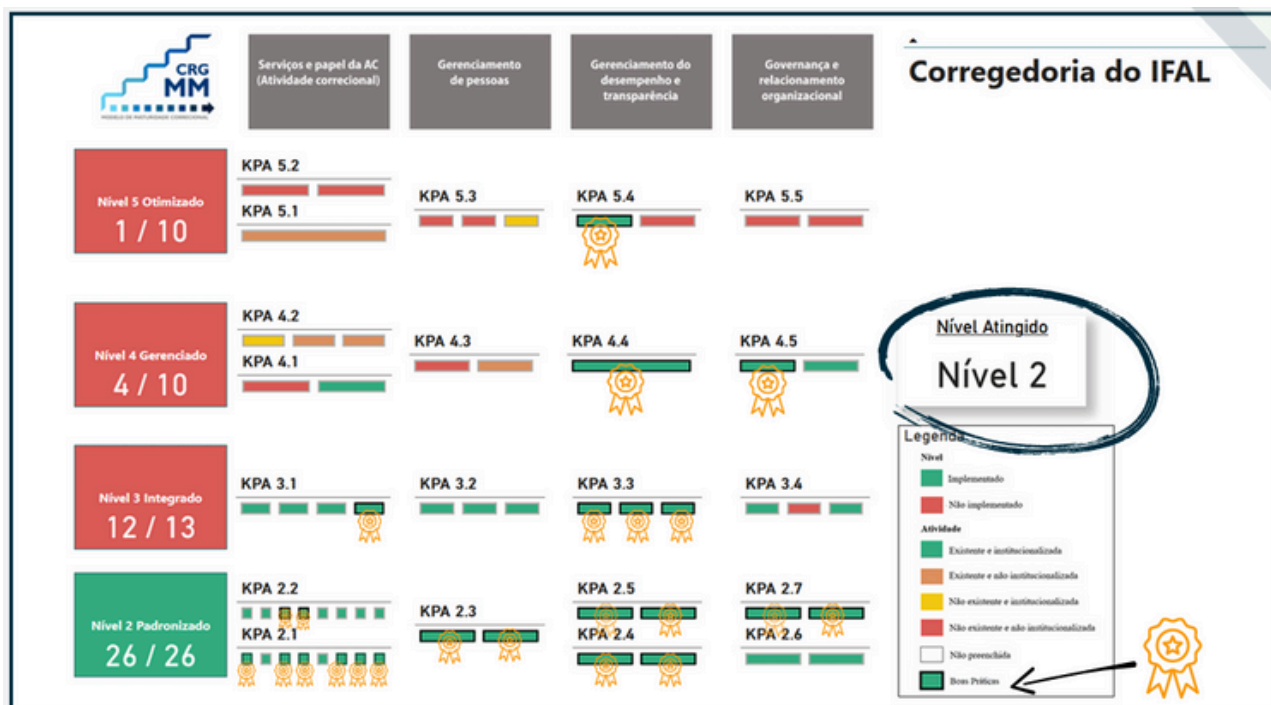 CRG
MM
MODELO DE MATURIDADE CORRECIONAL
Serviços e papel da AC
(Atividade correcional)
Gerenciamento
de pessoas
Gerenciamento do
desempenho e
transparência
Governança e
relacionamento
organizacional
Corregedoria do IFAL
Nível 5 Otimizado
1 / 10
KPA 5.2
KPA 5.1
KPA 5.3
KPA 5.4
KPA 5.5
Nível 4 Gerenciado
4 / 10
KPA 4.2
KPA 4.1
KPA 4.3
KPA 4.4
KPA 4.5
Nível Atingido
Nível 2
Nível 3 Integrado
12 / 13
KPA 3.1
KPA 3.2
KPA 3.3
KPA 3.4
Nível 2 Padronizado
26 / 26
KPA 2.2
KPA 2.1
KPA 2.3
KPA 2.5
KPA 2.4
KPA 2.7
KPA 2.6
Legenda
Nível
Implementado
Não implementado
Atividade
Existente e institucionalizada
Existente e não institucionalizada
Não existente e institucionalizada
Não existente e não institucionalizada
Não preenchida
Boas Práticas